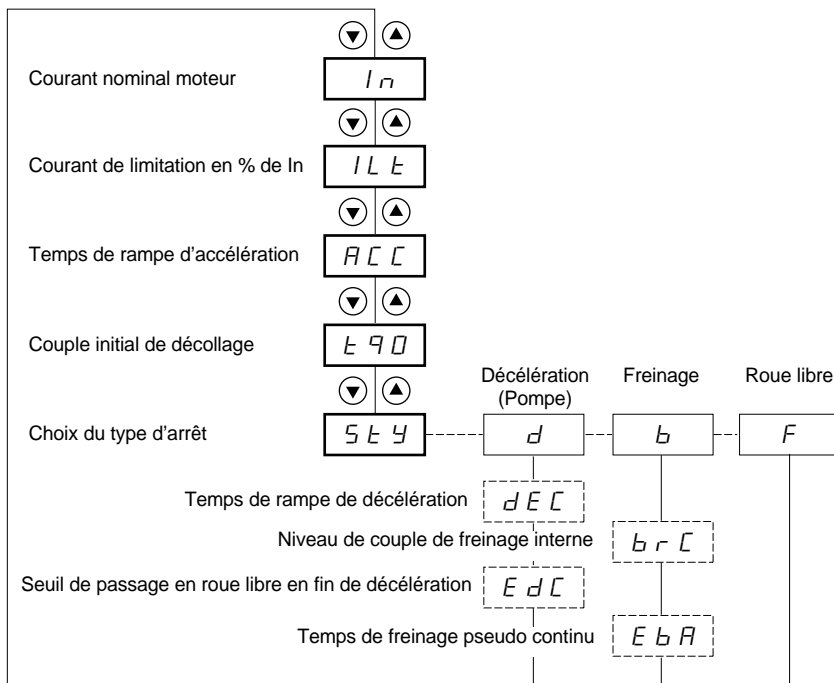 Courant nominal moteur
In
Courant de limitation en % de In
ILt
Temps de rampe d'accélération
ACC
Couple initial de décollage
tq0
Décélération
(Pompe)
Freinage
Roue libre
Choix du type d'arrêt
StY
d
b
F
Temps de rampe de décélération
dEC
Niveau de couple de freinage interne
brC
Seuil de passage en roue libre en fin de décélération
EdC
Temps de freinage pseudo continu
EbA